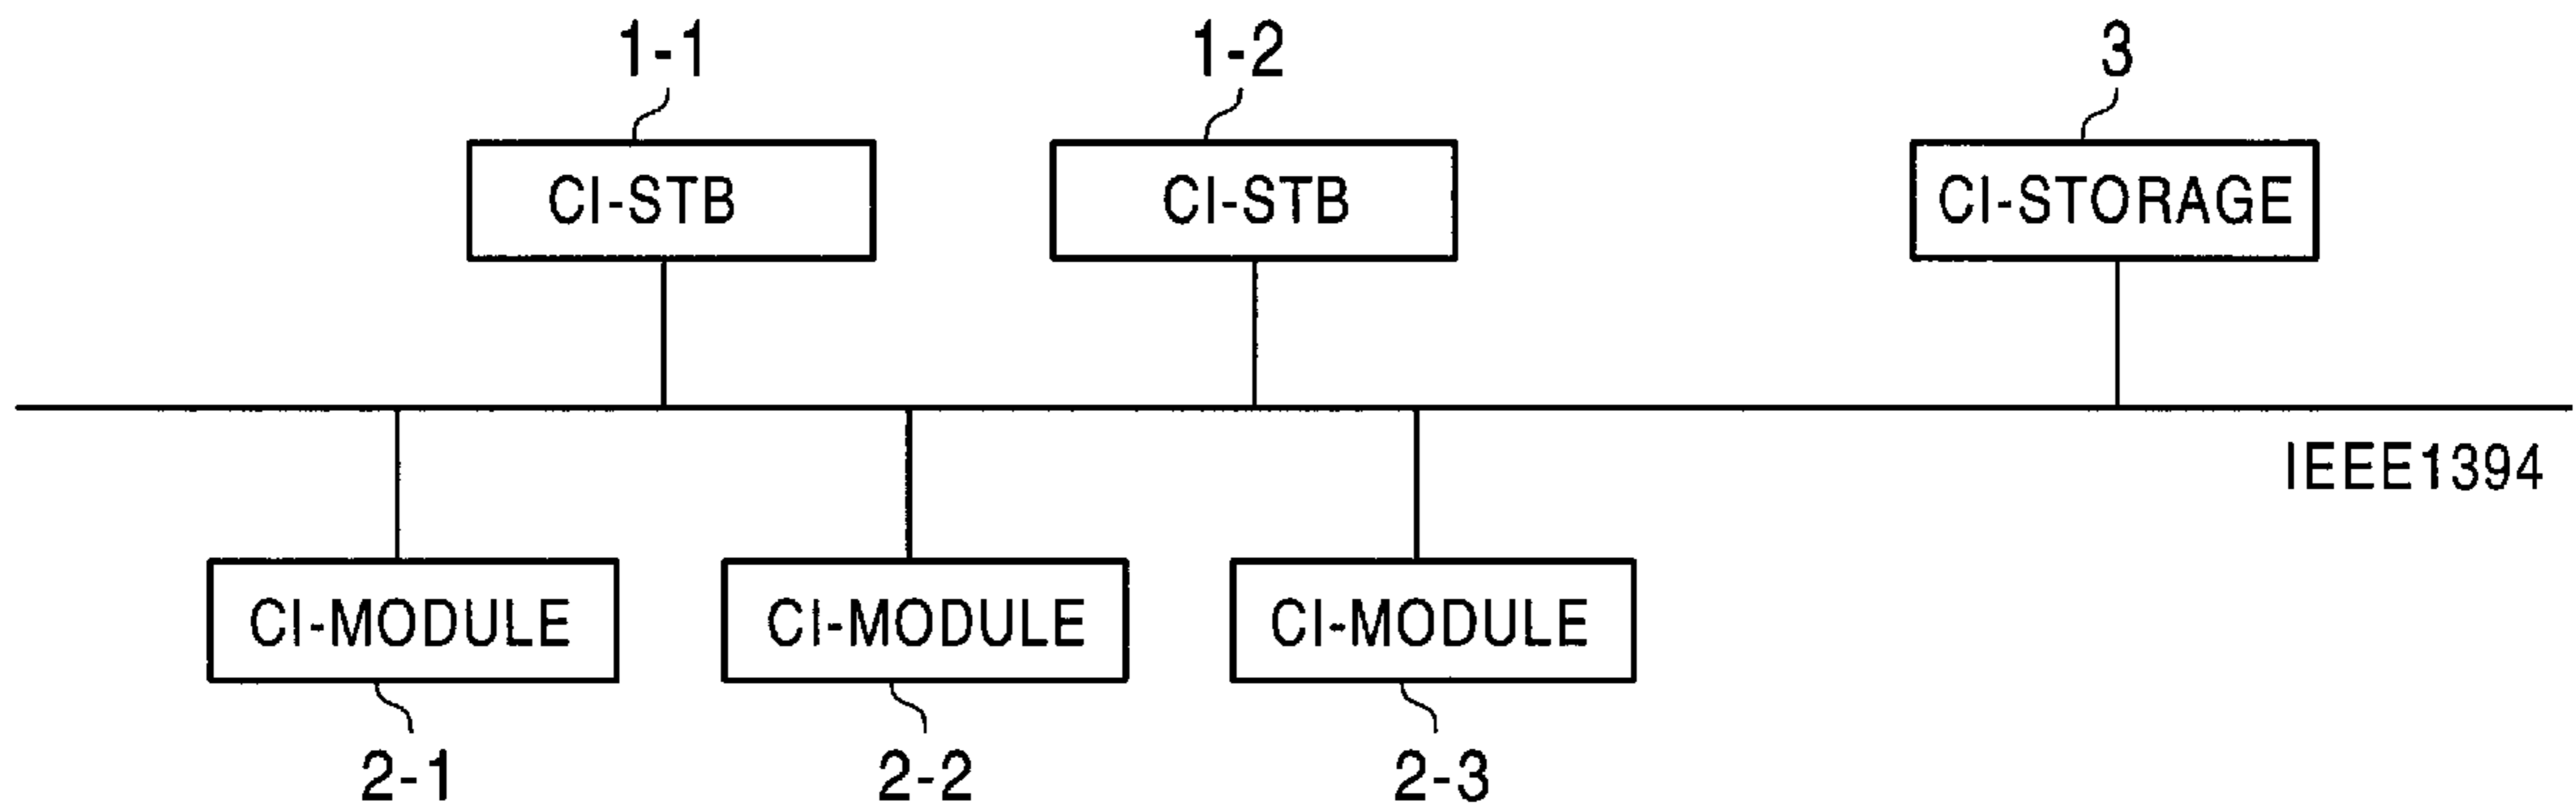 1-1
1-2
3
CI-STB
CI-STB
CI-STORAGE
IEEE1394
CI-MODULE
CI-MODULE
CI-MODULE
2-1
2-2
2-3